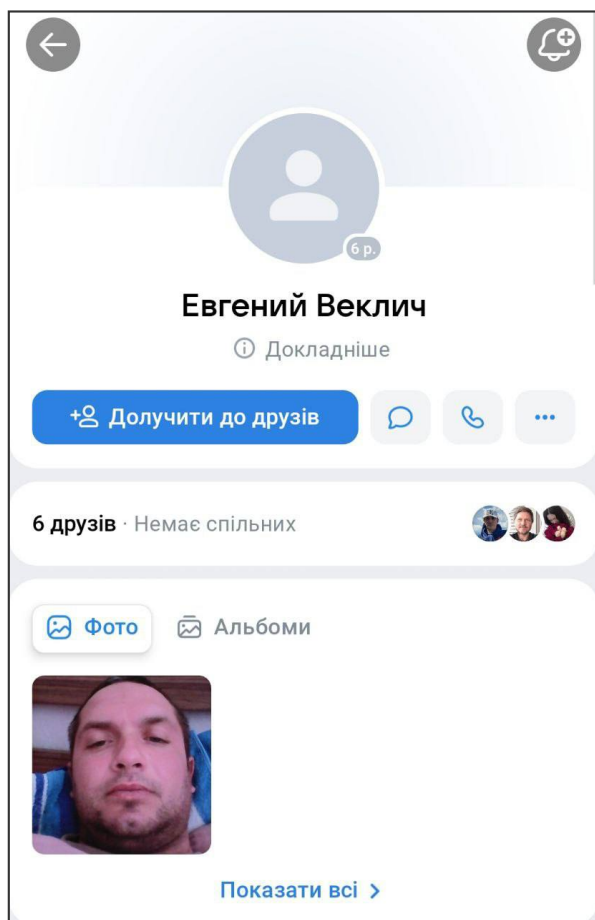 6 р.
Евгений Веклич
Докладніше
Долучити до друзів
6 друзів · Немає спільних
Фото Альбоми
Показати всі